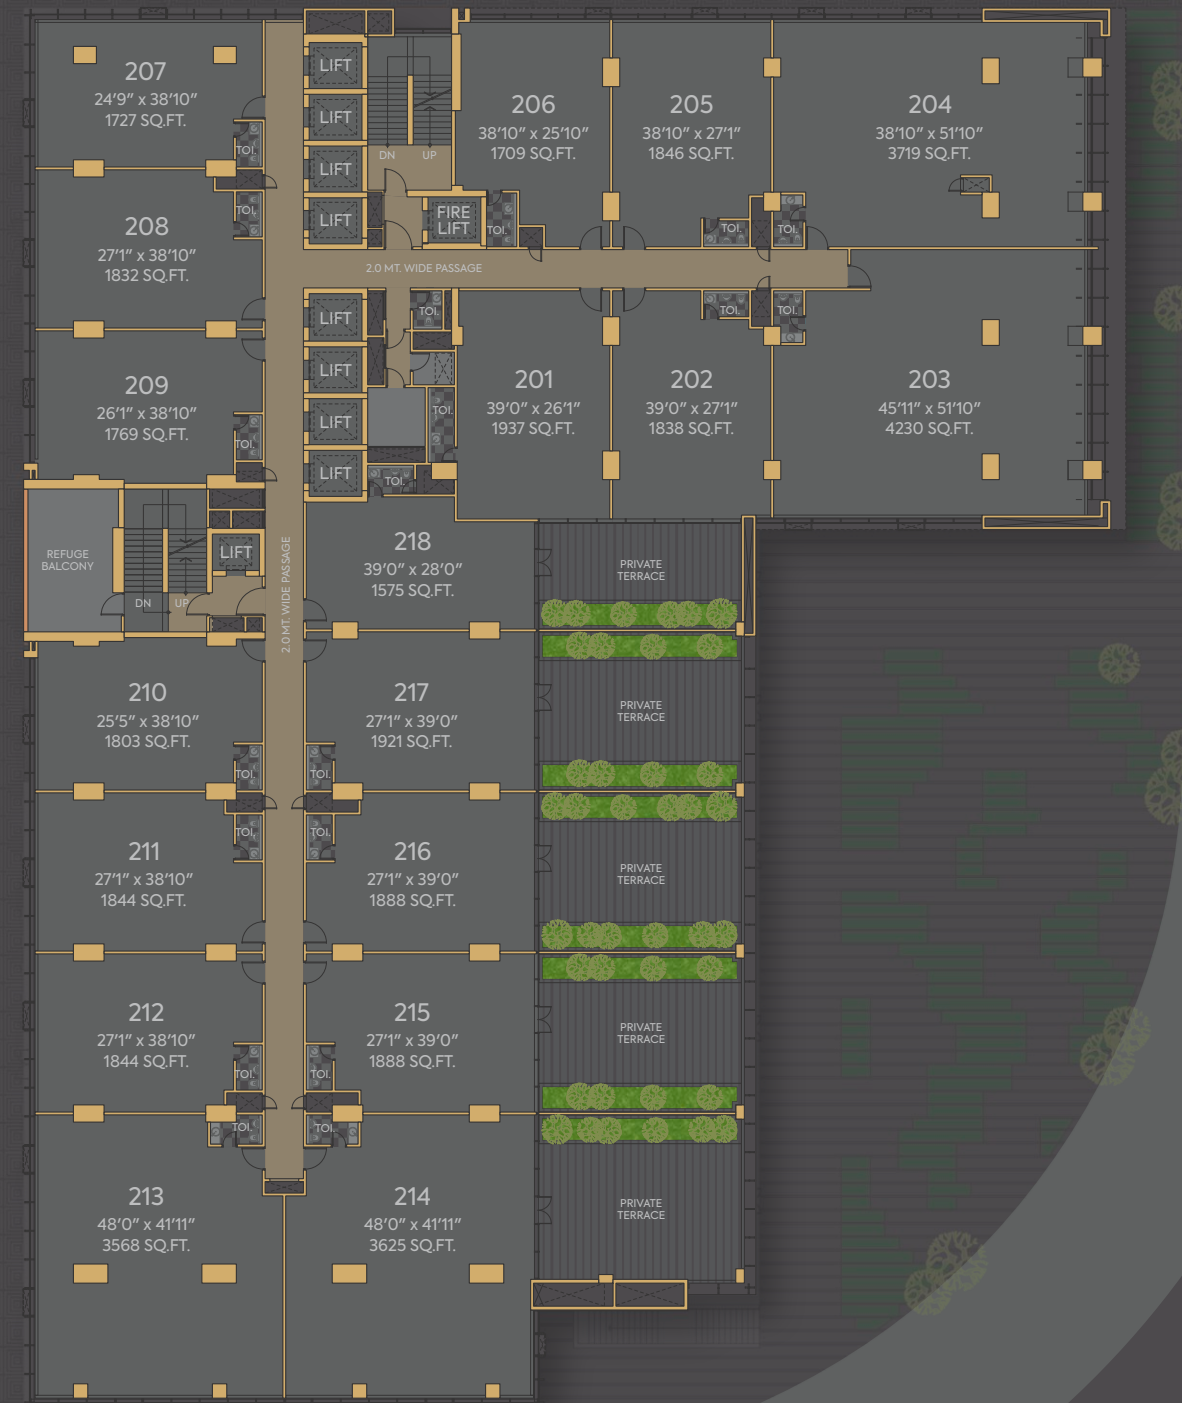 207
24'9" x 38'10"
1727 SQ.FT.
TOI.
LIFT
LIFT
LIFT
LIFT
DN
UP
FIRE
LIFT
TOI.
206
38'10" x 25'10"
1709 SQ.FT.
205
38'10" x 27'1"
1846 SQ.FT.
TOI.
TOI.
204
38'10" x 51'10"
3719 SQ.FT.
TOI.
208
27'1" x 38'10"
1832 SQ.FT.
2.0 MT. WIDE PASSAGE
LIFT
LIFT
LIFT
LIFT
TOI.
TOI.
TOI.
TOI.
TOI.
201
39'0" x 26'1"
1937 SQ.FT.
202
39'0" x 27'1"
1838 SQ.FT.
203
45'11" x 51'10"
4230 SQ.FT.
209
26'1" x 38'10"
1769 SQ.FT.
TOI.
REFUGE
BALCONY
DN
UP
LIFT
2.0 MT. WIDE PASSAGE
218
39'0" x 28'0"
1575 SQ.FT.
PRIVATE
TERRACE
210
25'5" x 38'10"
1803 SQ.FT.
TOI.
217
27'1" x 39'0"
1921 SQ.FT.
TOI.
PRIVATE
TERRACE
211
27'1" x 38'10"
1844 SQ.FT.
TOI.
TOI.
216
27'1" x 39'0"
1888 SQ.FT.
PRIVATE
TERRACE
212
27'1" x 38'10"
1844 SQ.FT.
TOI.
TOI.
215
27'1" x 39'0"
1888 SQ.FT.
PRIVATE
TERRACE
TOI.
TOI.
213
48'0" x 41'11"
3568 SQ.FT.
214
48'0" x 41'11"
3625 SQ.FT.
PRIVATE
TERRACE